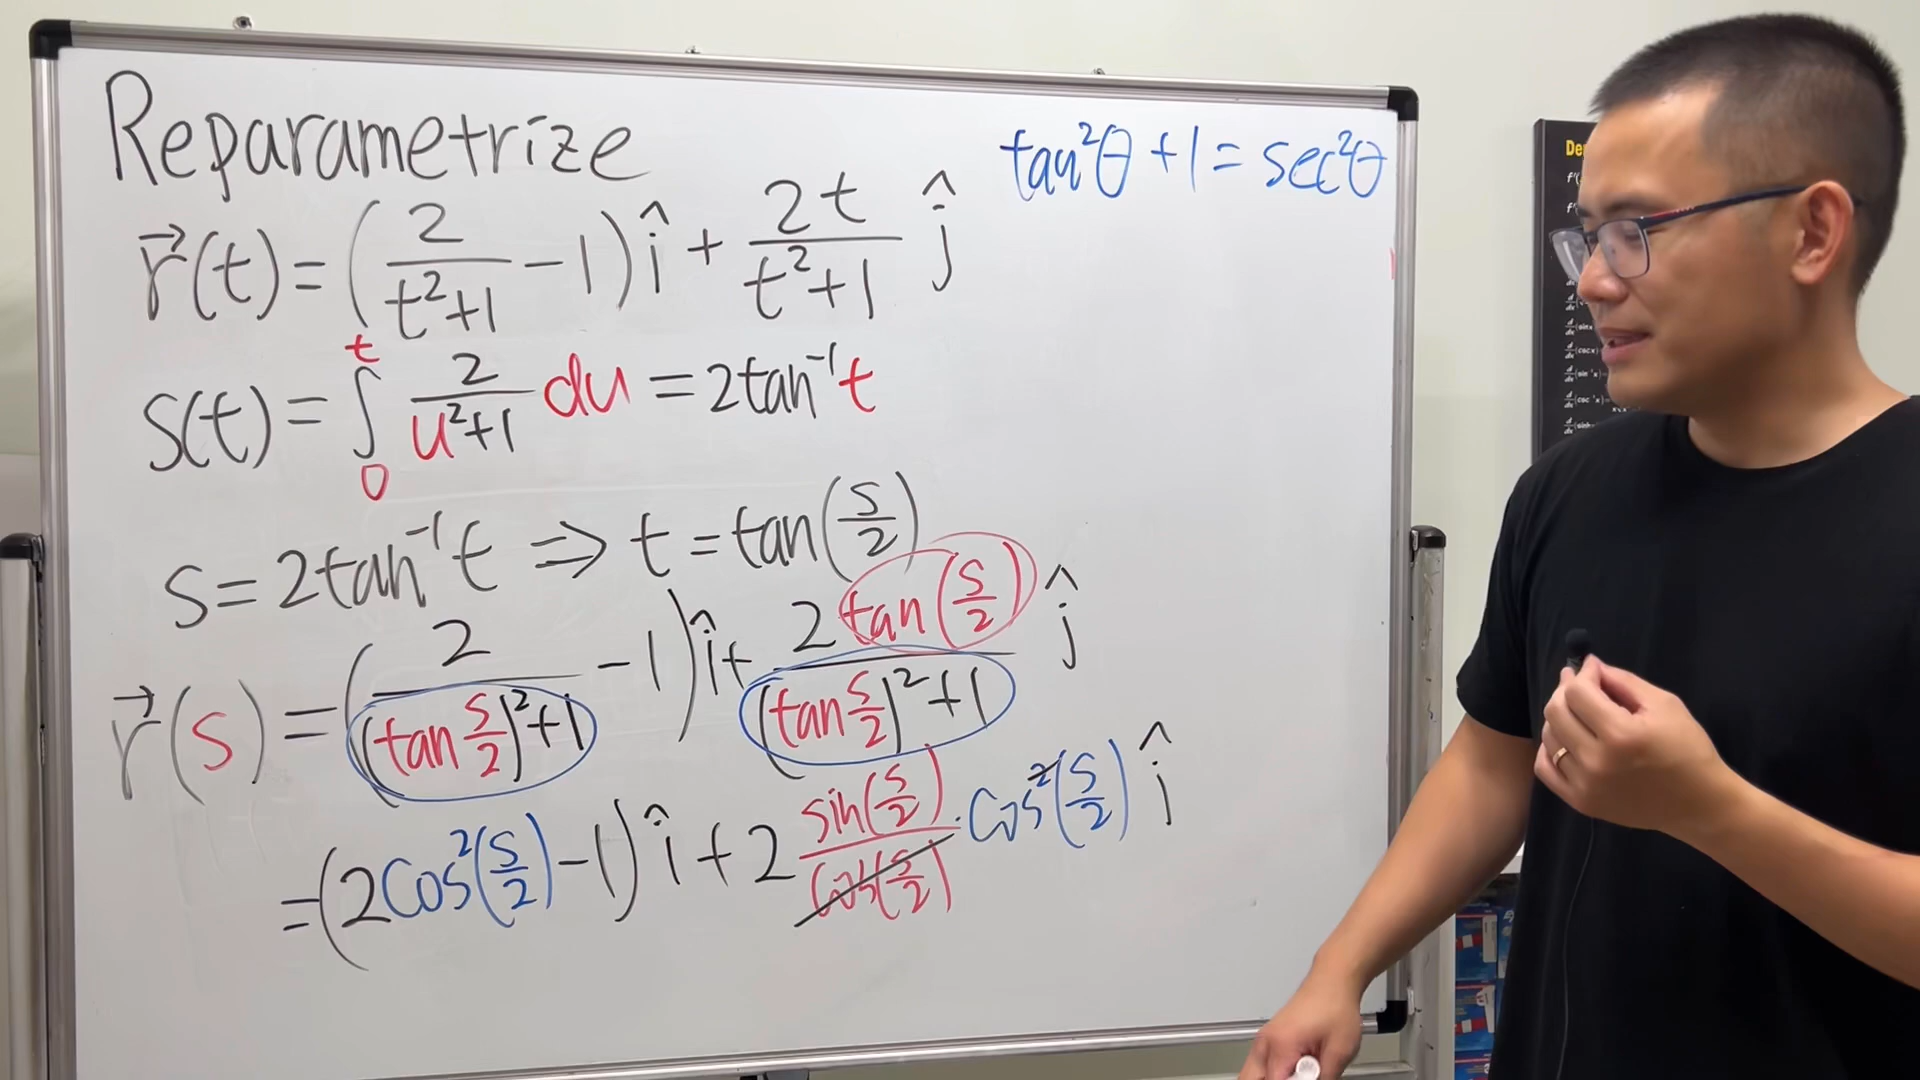 Reparametrize
tan²θ + 1 = sec²θ
r⃗(t) = (2/(t²+1) - 1) î + 2t/(t²+1) ĵ
s(t) = ∫₀ᵗ 2/(u²+1) du = 2tan⁻¹t
s = 2tan⁻¹t ⇒ t = tan(s/2)
r⃗(s) = (2/((tan s/2)²+1) - 1) î + 2tan(s/2)/((tan s/2)²+1) ĵ
= (2cos²(s/2) - 1) î + 2 sin(s/2)/cos(s/2) · cos²(s/2) ĵ